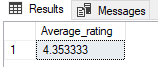 Results Messages
Average_rating
1 4.353333